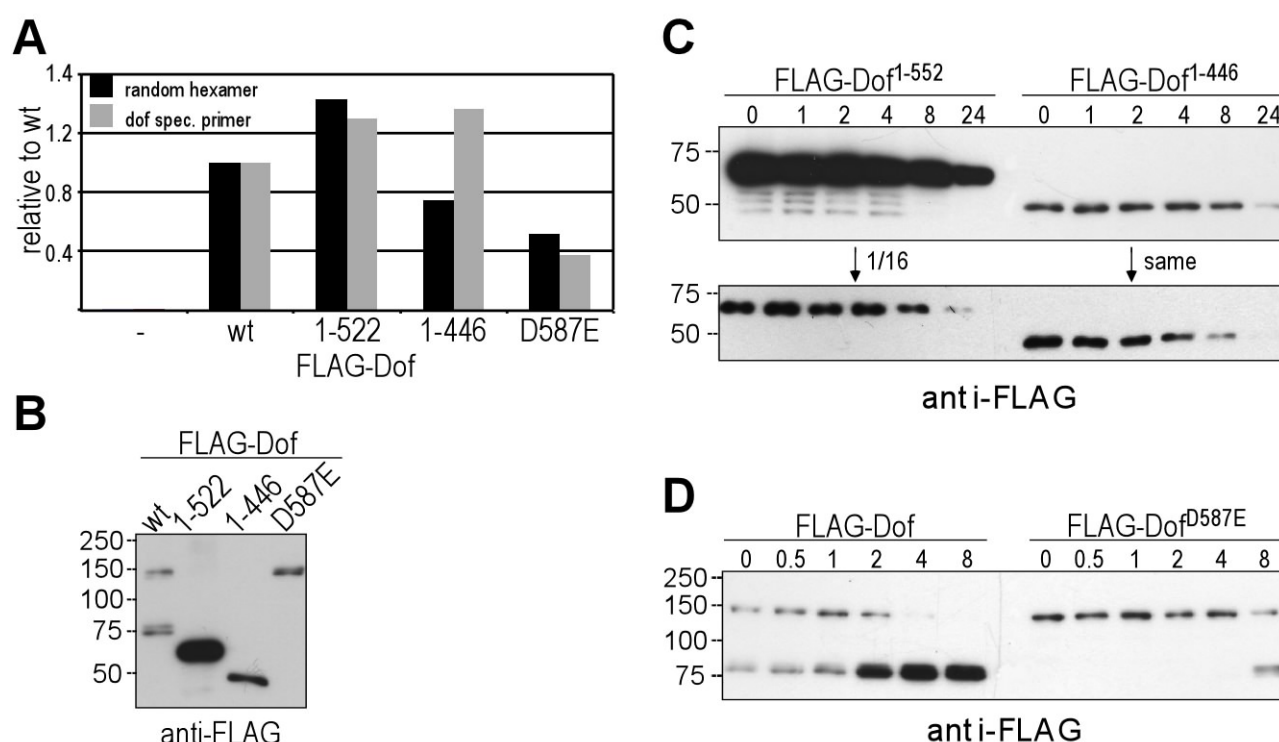 A
1.4
1.2
0.8
0.4
relative to wt
random hexamer
dof spec. primer
- wt 1-522 1-446 D587E
FLAG-Dof
B
FLAG-Dof
wt 1-522 1-446 D587E
250
150
100
75
50
anti-FLAG
C
FLAG-Dof1-552 FLAG-Dof1-446
0 1 2 4 8 24 0 1 2 4 8 24
75
50
1/16 same
75
50
anti-FLAG
D
FLAG-Dof FLAG-DofD587E
0 0.5 1 2 4 8 0 0.5 1 2 4 8
250
150
100
75
anti-FLAG